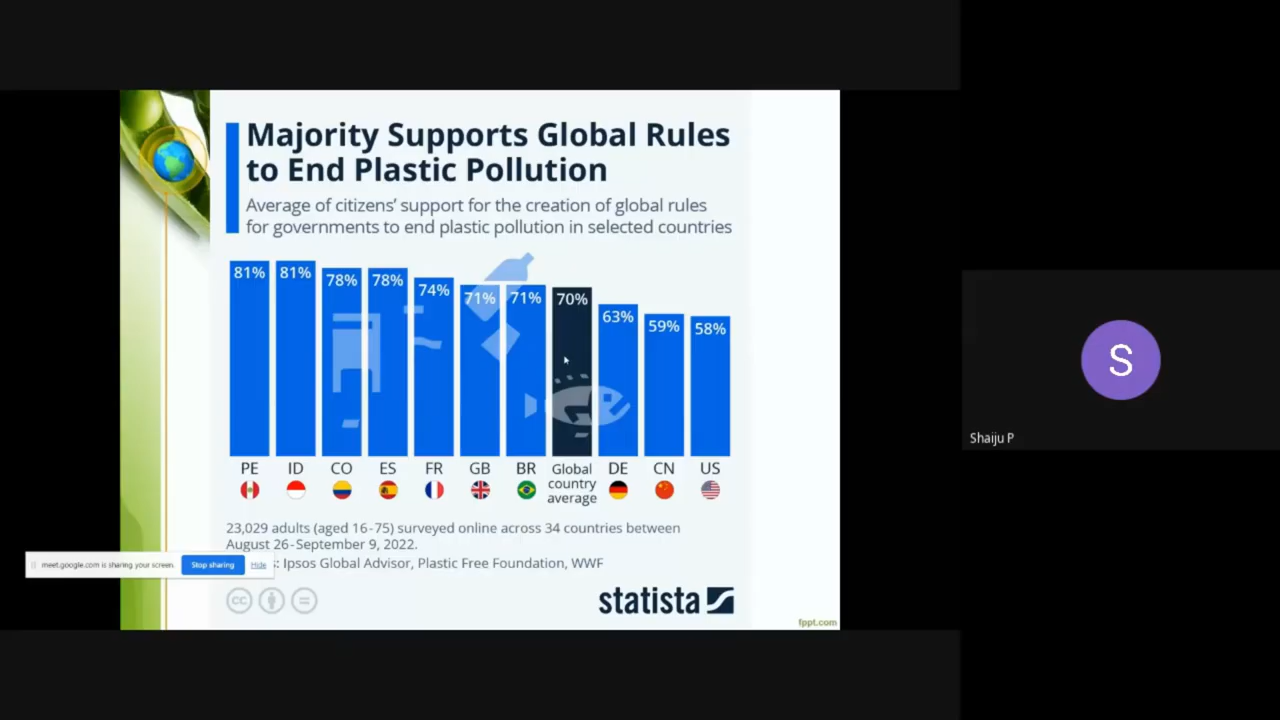 Majority Supports Global Rules
to End Plastic Pollution
Average of citizens’ support for the creation of global rules
for governments to end plastic pollution in selected countries
81% 81% 78% 78% 74% 71% 71% 70% 63% 59% 58%
PE ID CO ES FR GB BR Global country average DE CN US
23,029 adults (aged 16-75) surveyed online across 34 countries between
August 26-September 9, 2022.
meet.google.com is sharing your screen. Stop sharing Hide
s: Ipsos Global Advisor, Plastic Free Foundation, WWF
cc
statista
fppt.com
S
Shaiju P